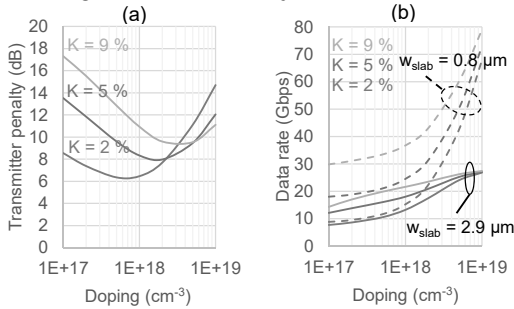 (a)
20
18
16
14
12
10
8
6
4
2
0
Transmitter penalty (dB)
K = 9 %
K = 5 %
K = 2 %
1E+17 1E+18 1E+19
Doping (cm-3)
(b)
80
70
60
50
40
30
20
10
0
Data rate (Gbps)
K = 9 %
K = 5 %
K = 2 %
wslab = 0.8 µm
wslab =
2.9 µm
1E+17 1E+18 1E+19
Doping (cm-3)